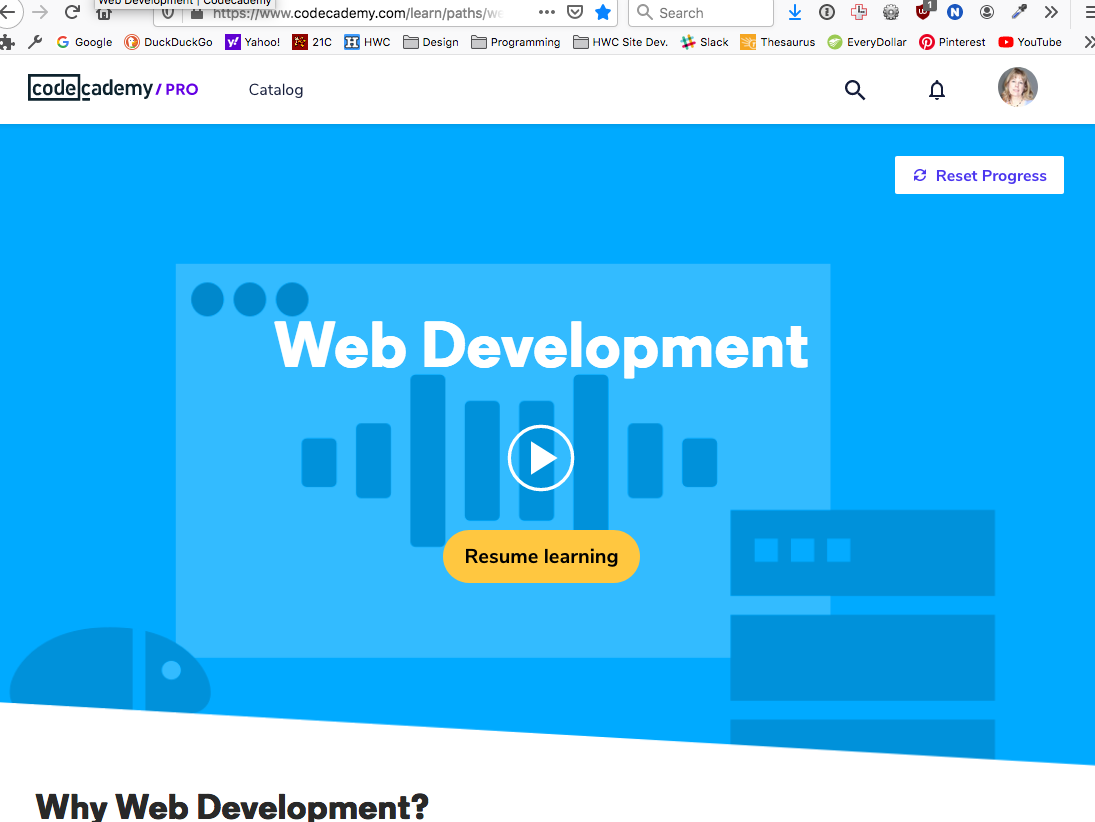 Web Development | Codecademy
https://www.codecademy.com/learn/paths/we
Search
1
Google DuckDuckGo Yahoo! 21C HWC Design Programming HWC Site Dev. Slack Thesaurus EveryDollar Pinterest YouTube
codecademy / PRO
Catalog
Reset Progress
Web Development
Resume learning
Why Web Development?